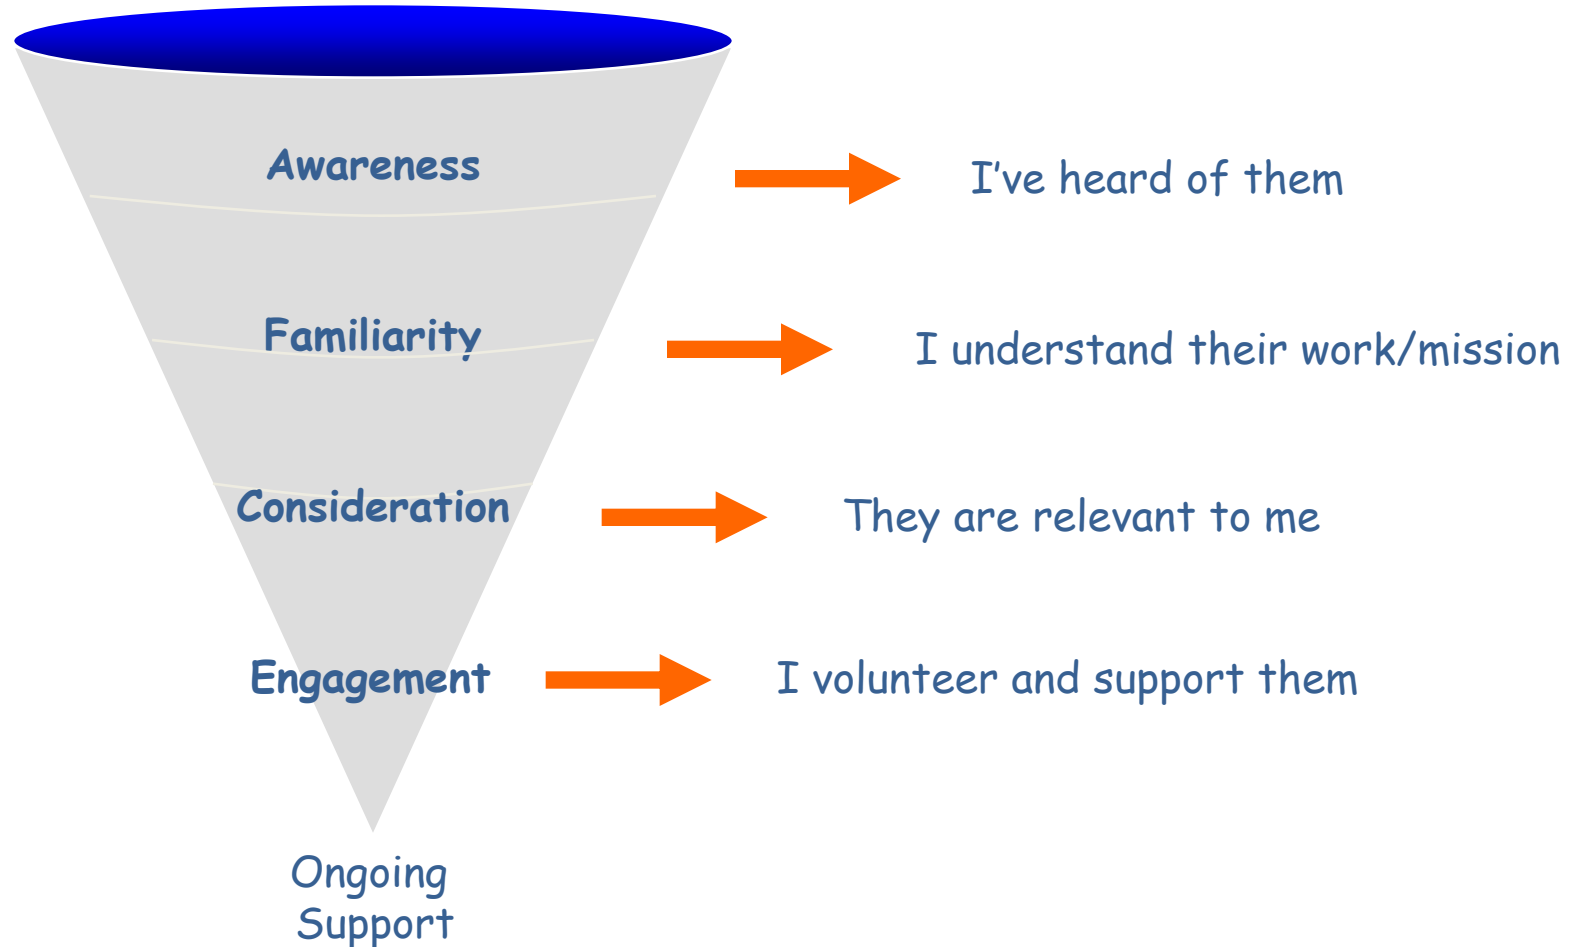 Awareness
I've heard of them
Familiarity
I understand their work/mission
Consideration
They are relevant to me
Engagement
I volunteer and support them
Ongoing
Support